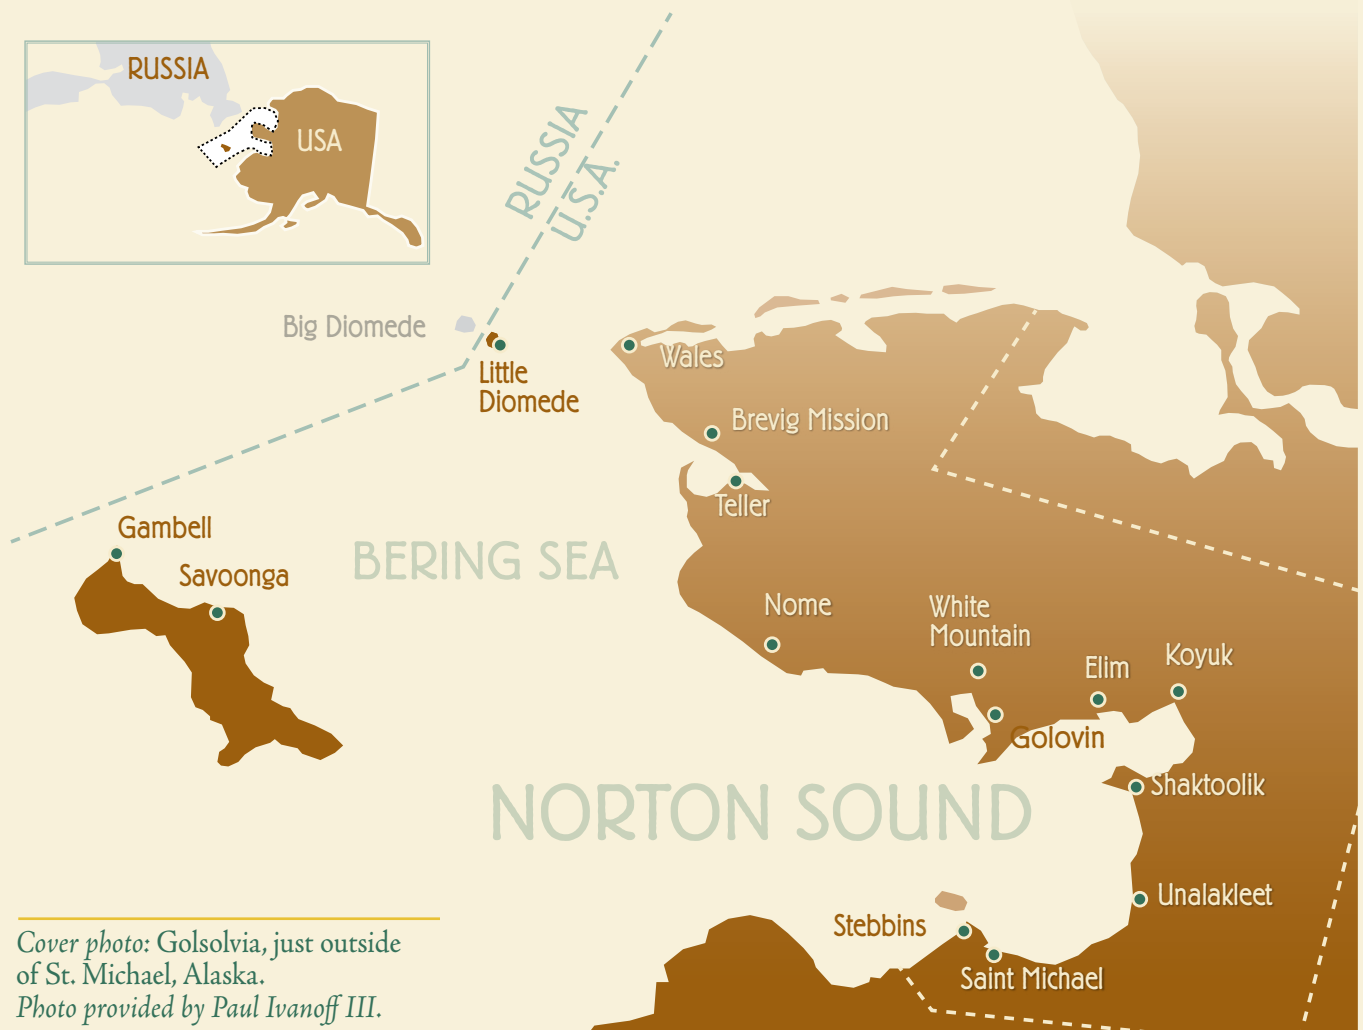 RUSSIA
USA
RUSSIA
U.S.A.
Big Diomede
Little
Diomede
Wales
Brevig Mission
Teller
Gambell
Savoonga
BERING SEA
Nome
White
Mountain
Elim
Koyuk
Golovin
Shaktoolik
NORTON SOUND
Unalakleet
Stebbins
Saint Michael
Cover photo: Golsolvia, just outside
of St. Michael, Alaska.
Photo provided by Paul Ivanoff III.